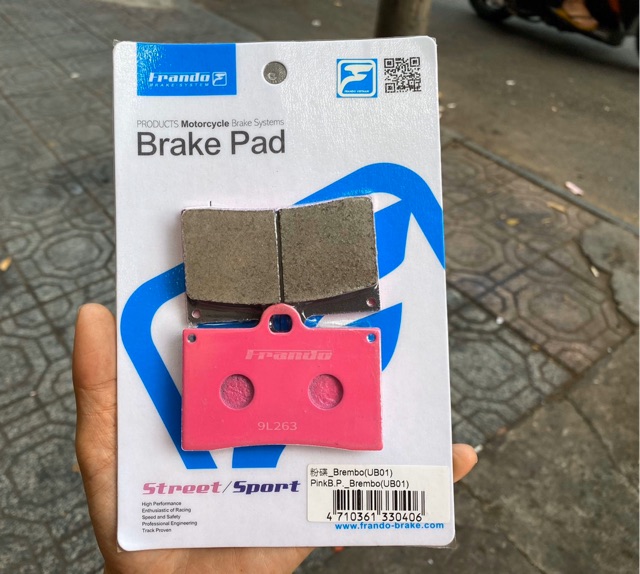 Frando
BRAKE SYSTEM
PRODUCTS Motorcycle Brake Systems
Brake Pad
Frando
9L263
Street/Sport
High Performance
Enthusiastic of Racing
Speed and Safety
Professional Engineering
Track Proven
粉碟_Brembo(UB01)
PinkB.P._Brembo(UB01)
4 710361 330406
www.frando-brake.com